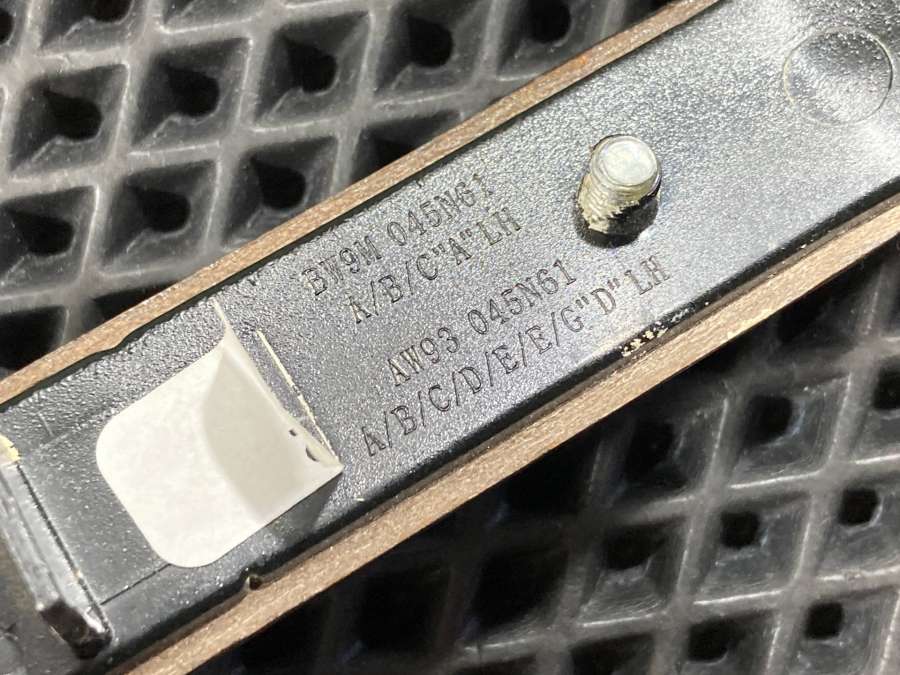 BW9M 045N61
A/B/C"A"LH
AW93 045N61
A/B/C/D/E/E/G"D" LH